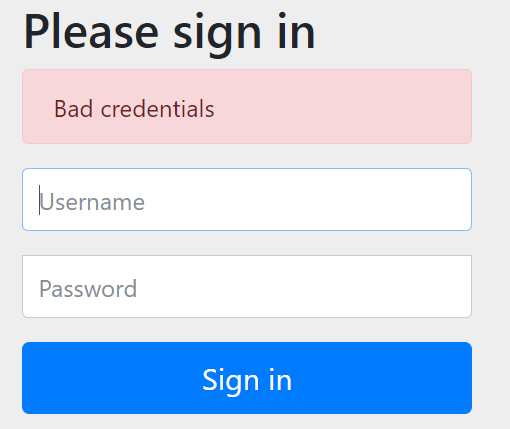 Please sign in
Bad credentials
Username
Password
Sign in